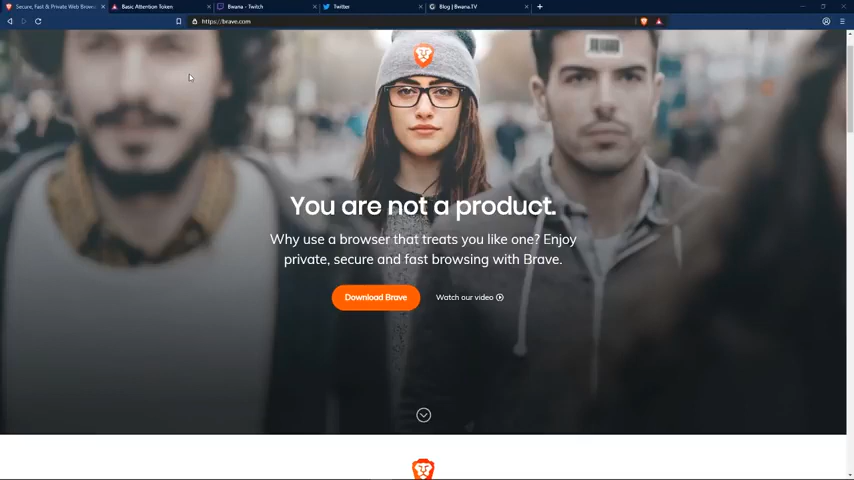 Secure, Fast & Private Web Brows
Basic Attention Token
Bwana - Twitch
Twitter
Blog | Bwana.TV
https://brave.com
You are not a product.
Why use a browser that treats you like one? Enjoy
private, secure and fast browsing with Brave.
Download Brave
Watch our video